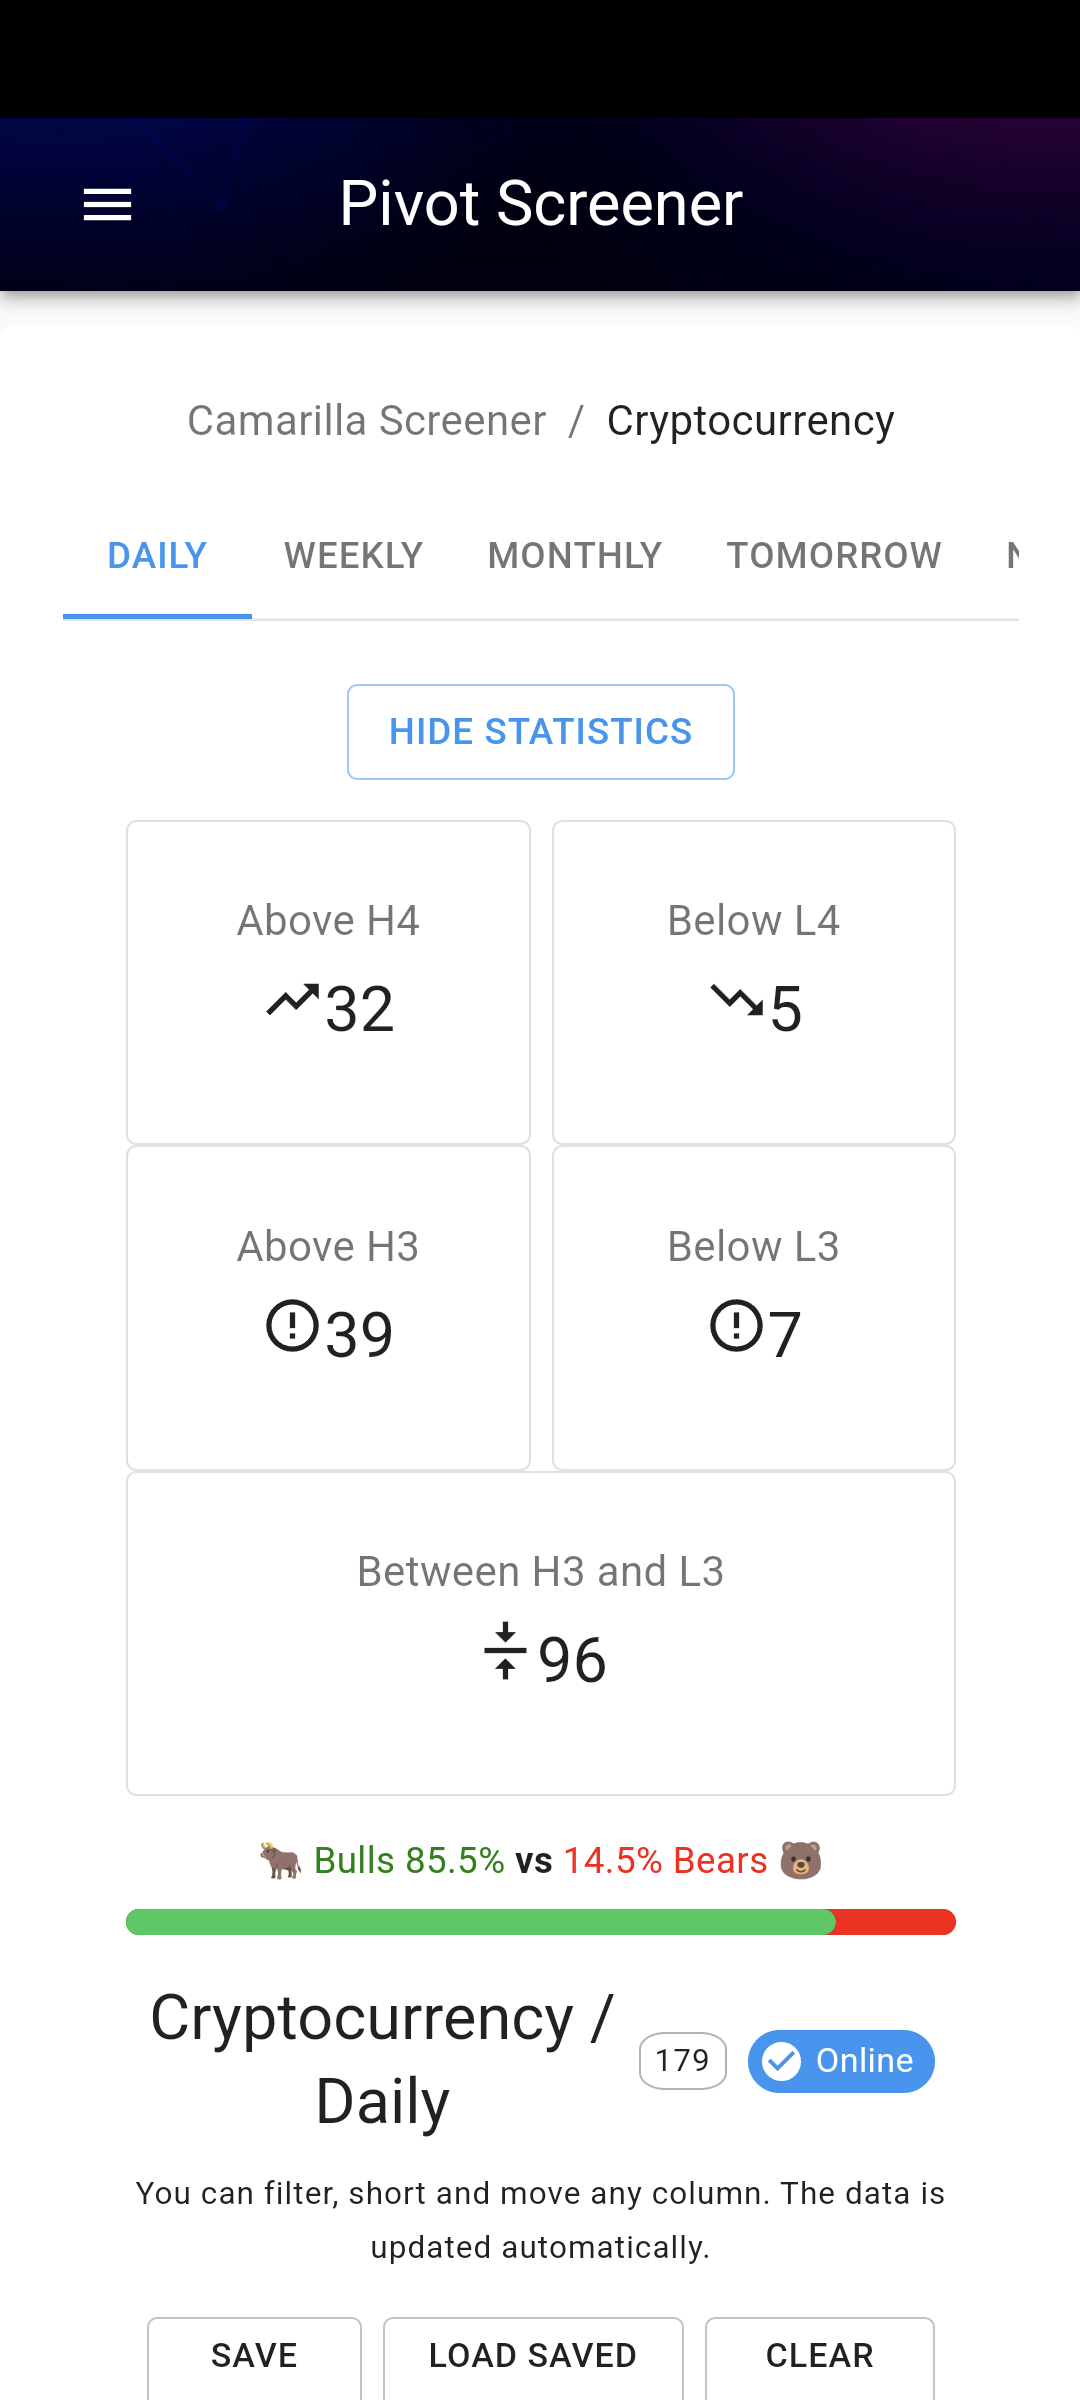 Pivot Screener
Camarilla Screener / Cryptocurrency
DAILY WEEKLY MONTHLY TOMORROW
HIDE STATISTICS
Above H4 Below L4
32 5
Above H3 Below L3
39 7
Between H3 and L3
96
Bulls 85.5% vs 14.5% Bears
Cryptocurrency /
Daily
179 Online
You can filter, short and move any column. The data is
updated automatically.
SAVE LOAD SAVED CLEAR